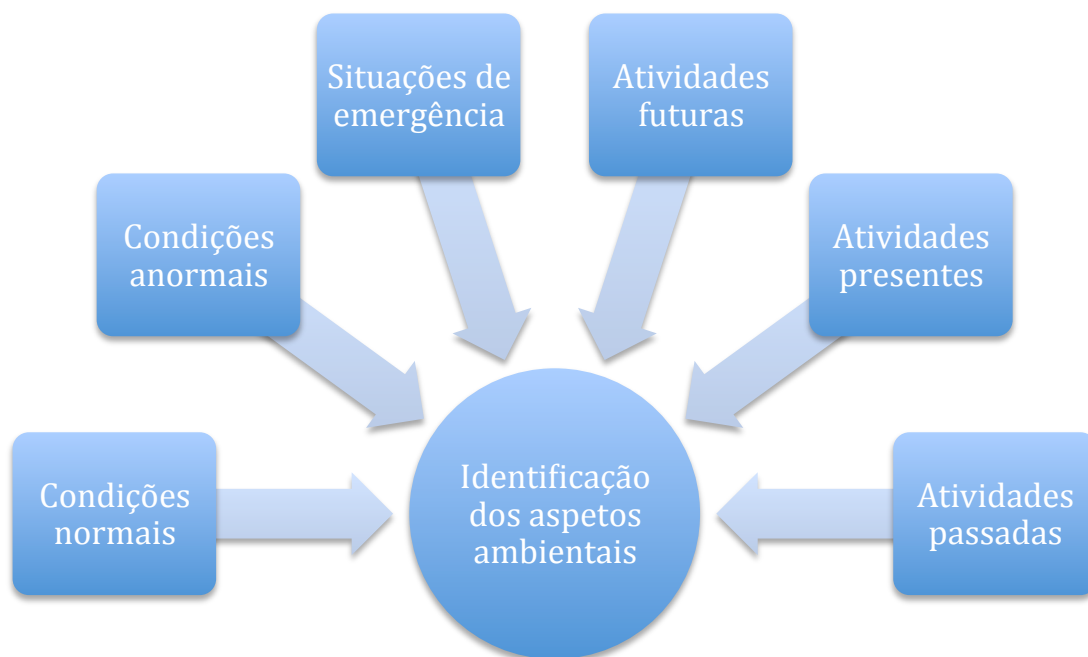 Situações de
emergência
Atividades
futuras
Condições
anormais
Atividades
presentes
Condições
normais
Identificação
dos aspetos
ambientais
Atividades
passadas